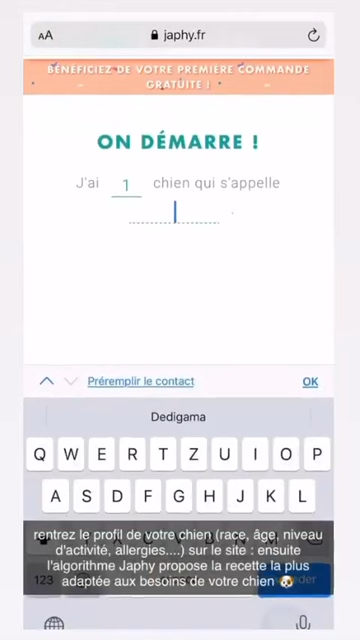 AA
japhy.fr
BÉNÉFICIEZ DE VOTRE PREMIÈRE COMMANDE
GRATUITE !
ON DÉMARRE !
J'ai 1 chien qui s'appelle
Préremplir le contact
OK
Dedigama
Q W E R T Z U I O P
A S D F G H J K L
rentrez le profil de votre chien (race, âge, niveau
d'activité, allergies....) sur le site : ensuite
l'algorithme Japhy propose la recette la plus
adaptée aux besoins de votre chien 🐶
123